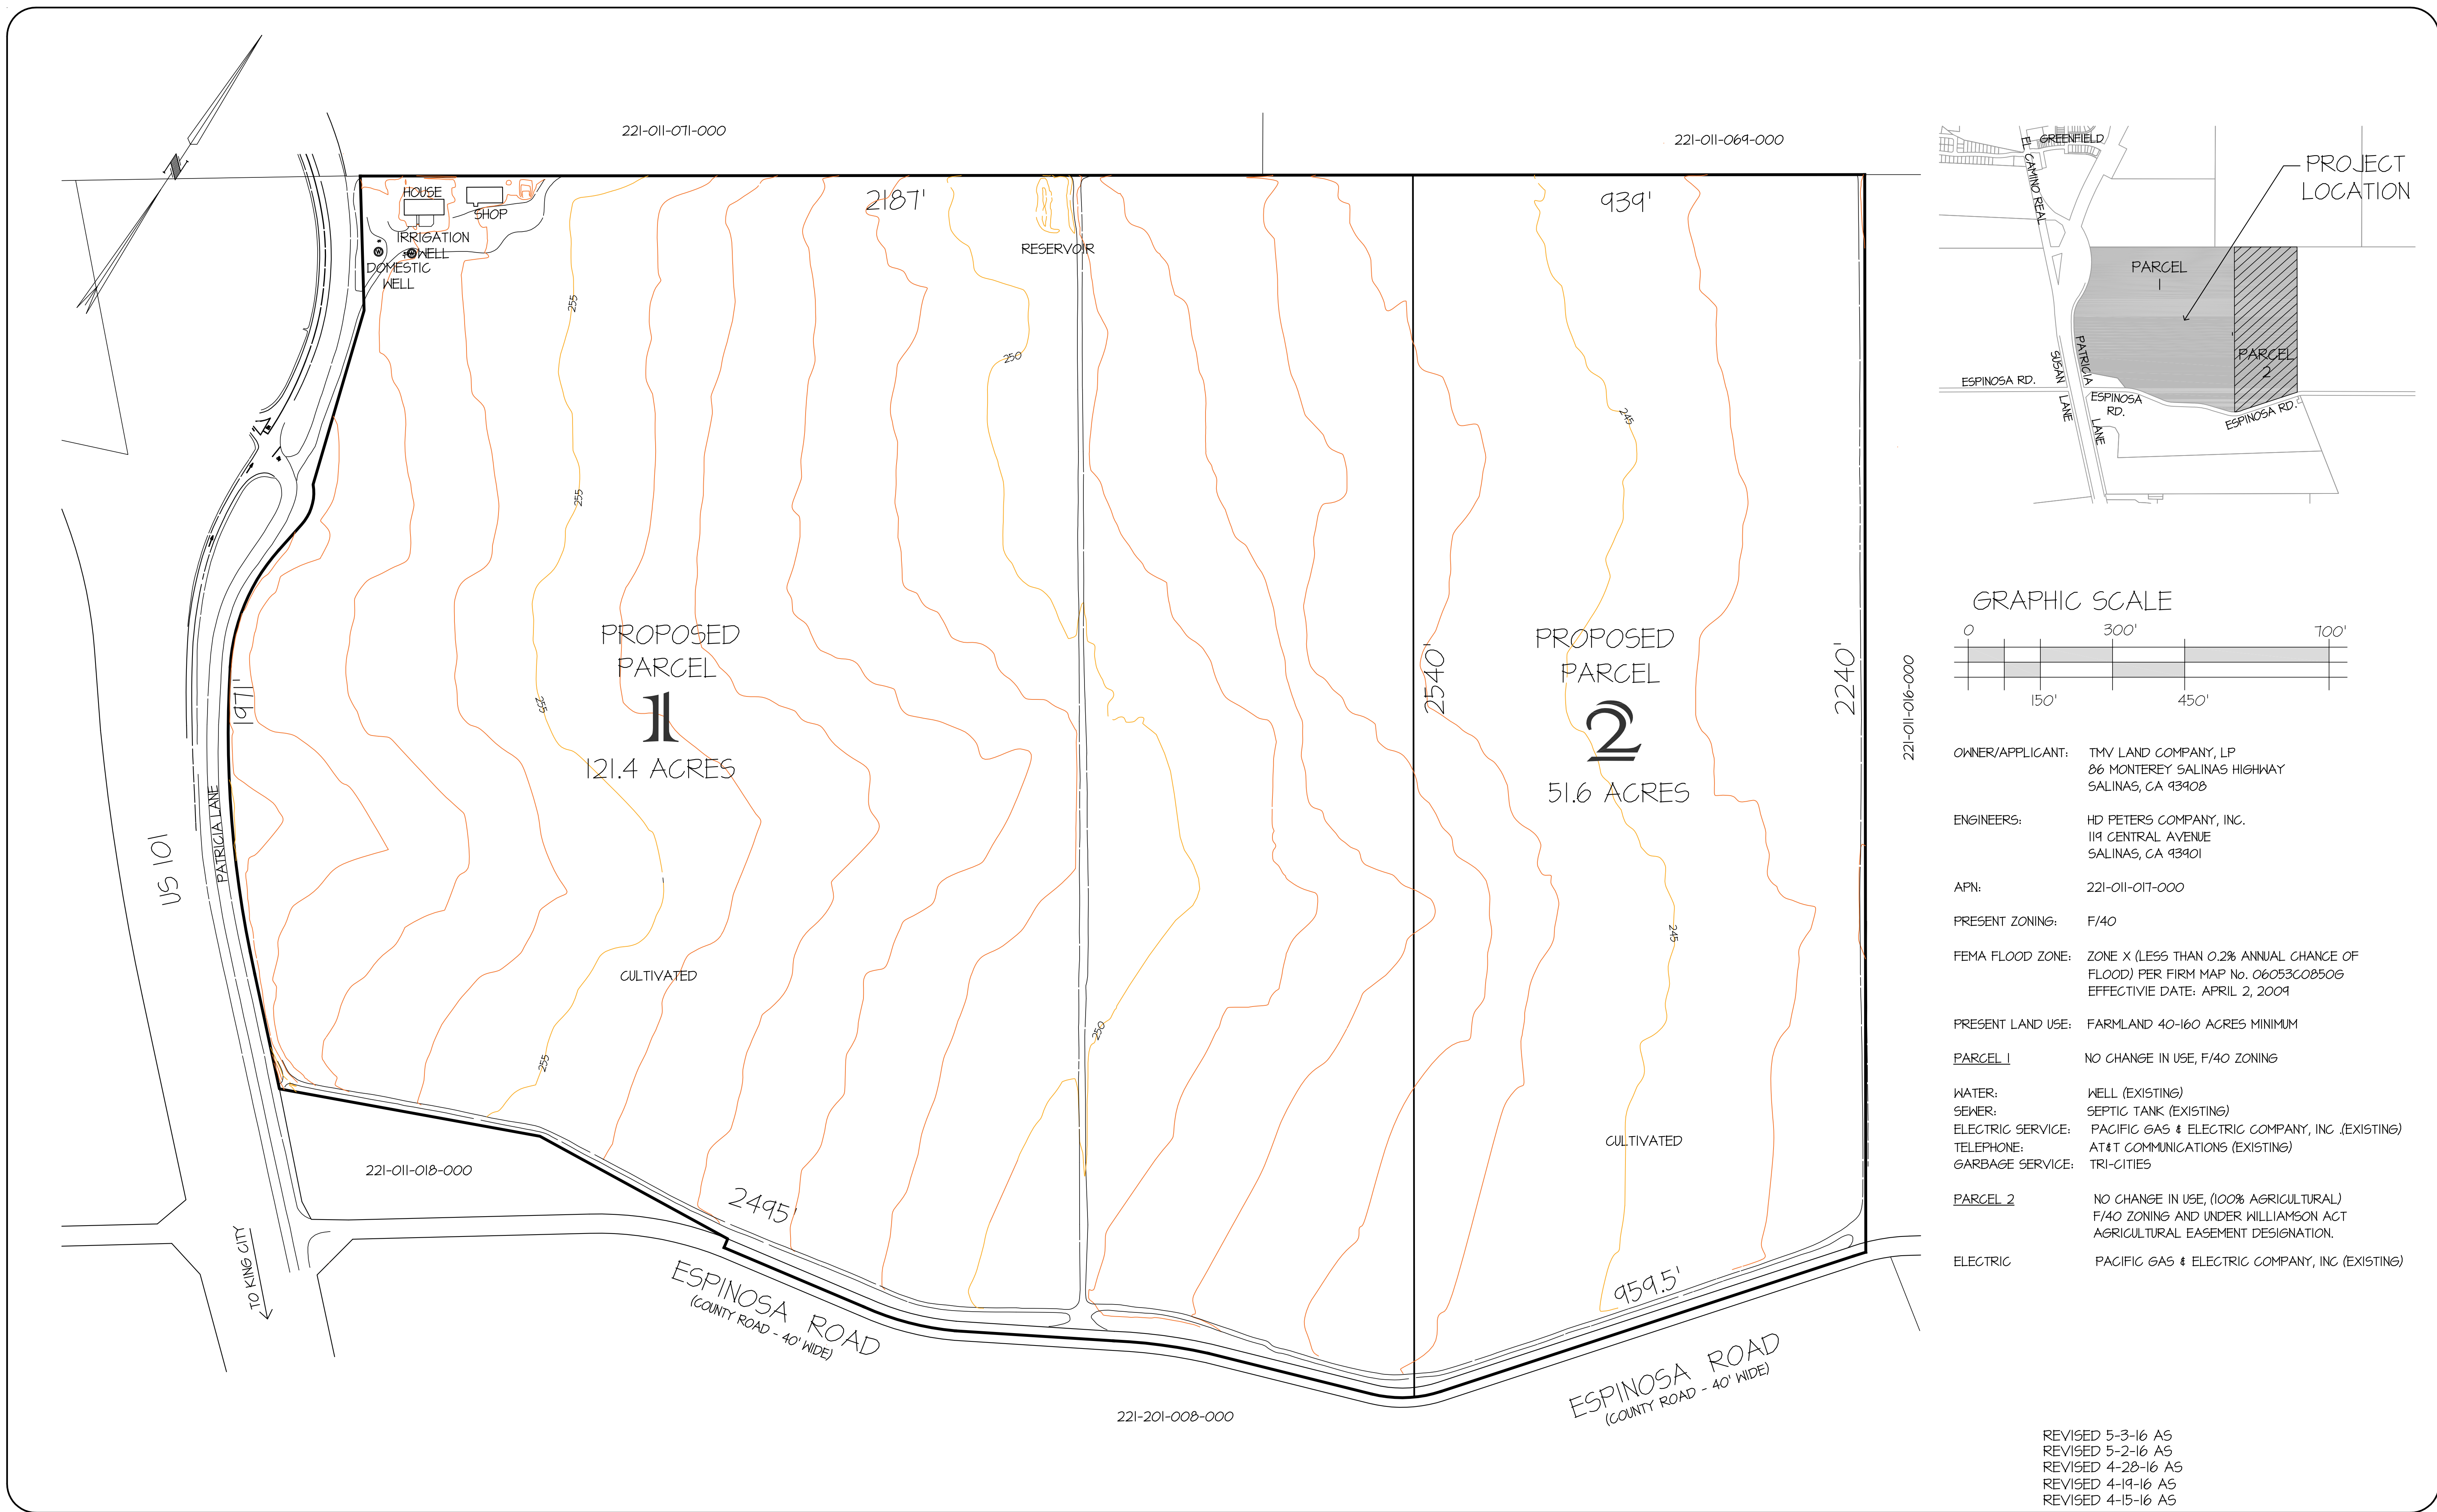 221-011-071-000
221-011-069-000
HOUSE
SHOP
IRRIGATION
WELL
DOMESTIC
WELL
2187'
RESERVOIR
939'
255
250
245
255
PROPOSED
PARCEL
1
121.4 ACRES
PROPOSED
PARCEL
2
51.6 ACRES
1971'
2540'
2240'
221-011-016-000
255
US 101
PATRICIA LANE
CULTIVATED
245
250
255
CULTIVATED
221-011-018-000
2495'
TO KING CITY
ESPINOSA ROAD
(COUNTY ROAD - 40' WIDE)
959.5'
ESPINOSA ROAD
(COUNTY ROAD - 40' WIDE)
221-201-008-000
GREENFIELD
EL CAMINO REAL
PROJECT
LOCATION
PARCEL
1
PARCEL
2
SUSAN LANE
PATRICIA LANE
ESPINOSA RD.
ESPINOSA
RD.
ESPINOSA RD.
GRAPHIC SCALE
0 300' 700'
150' 450'
OWNER/APPLICANT: TMV LAND COMPANY, LP
86 MONTEREY SALINAS HIGHWAY
SALINAS, CA 93908
ENGINEERS: HD PETERS COMPANY, INC.
119 CENTRAL AVENUE
SALINAS, CA 93901
APN: 221-011-017-000
PRESENT ZONING: F/40
FEMA FLOOD ZONE: ZONE X (LESS THAN 0.2% ANNUAL CHANCE OF
FLOOD) PER FIRM MAP No. 06053C0850G
EFFECTIVIE DATE: APRIL 2, 2009
PRESENT LAND USE: FARMLAND 40-160 ACRES MINIMUM
PARCEL 1 NO CHANGE IN USE, F/40 ZONING
WATER: WELL (EXISTING)
SEWER: SEPTIC TANK (EXISTING)
ELECTRIC SERVICE: PACIFIC GAS & ELECTRIC COMPANY, INC .(EXISTING)
TELEPHONE: AT&T COMMUNICATIONS (EXISTING)
GARBAGE SERVICE: TRI-CITIES
PARCEL 2 NO CHANGE IN USE, (100% AGRICULTURAL)
F/40 ZONING AND UNDER WILLIAMSON ACT
AGRICULTURAL EASEMENT DESIGNATION.
ELECTRIC PACIFIC GAS & ELECTRIC COMPANY, INC (EXISTING)
REVISED 5-3-16 AS
REVISED 5-2-16 AS
REVISED 4-28-16 AS
REVISED 4-19-16 AS
REVISED 4-15-16 AS